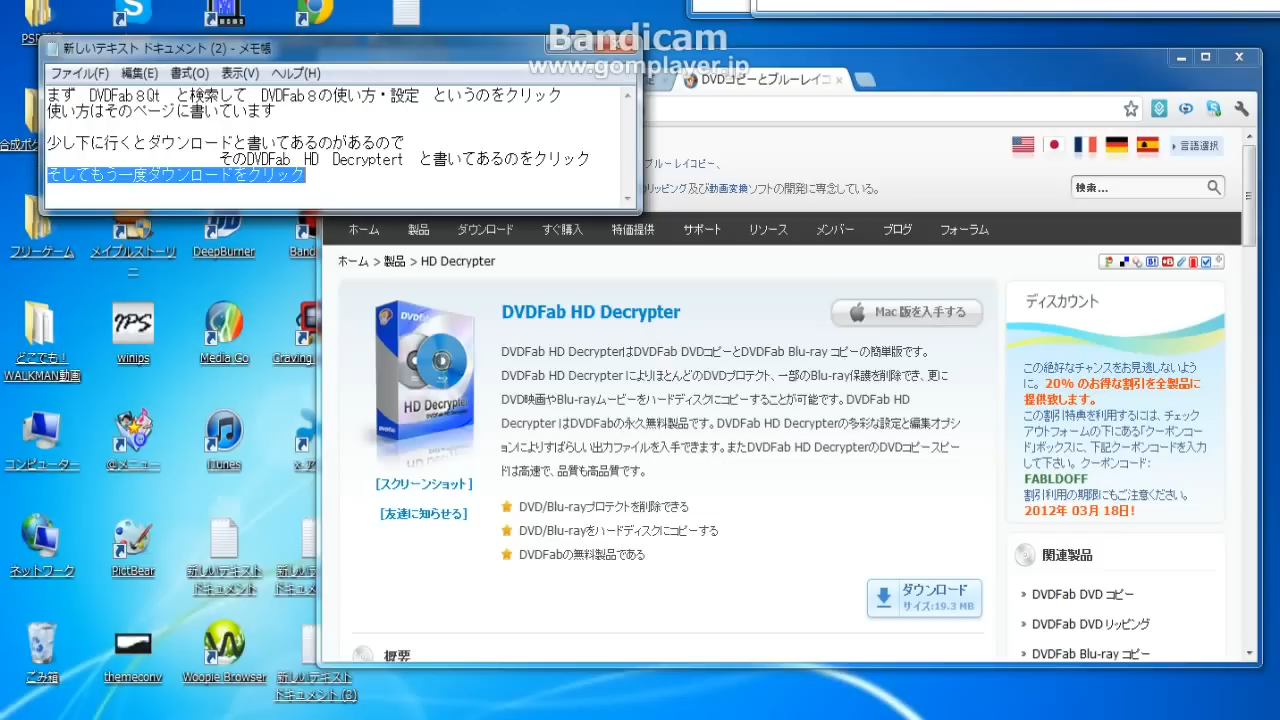 Bandicam
www.gomplayer.jp
新しいテキスト ドキュメント (2) - メモ帳
ファイル(F) 編集(E) 書式(O) 表示(V) ヘルプ(H)
まず DVDFab8Qt と検索して DVDFab8の使い方・設定 というのをクリック
使い方はそのページに書いています
少し下に行くとダウンロードと書いてあるのがあるので
そのDVDFab HD Decryptert と書いてあるのをクリック
そしてもう一度ダウンロードをクリック
DVDコピーとブルーレイコ
言語選択
ブルーレイコピー、
リッピング及び動画変換ソフトの開発に専念している。
検索...
ホーム 製品 ダウンロード すぐ購入 特価提供 サポート リソース メンバー ブログ フォーラム
ホーム > 製品 > HD Decrypter
DVDFab HD Decrypter
Mac 版を入手する
DVDFab HD DecrypterはDVDFab DVDコピーとDVDFab Blu-ray コピーの簡単版です。
DVDFab HD Decrypter によりほとんどのDVDプロテクト、一部のBlu-ray保護を削除でき、更に
DVD映画やBlu-rayムービーをハードディスクにコピーすることが可能です。DVDFab HD
Decrypter はDVDFabの永久無料製品です。DVDFab HD Decrypterの多彩な設定と編集オプシ
ョンによりすばらしい出力ファイルを入手できます。またDVDFab HD DecrypterのDVDコピースピー
ドは高速で、品質も高品質です。
HD Decrypter
[スクリーンショット]
[友達に知らせる]
DVD/Blu-rayプロテクトを削除できる
DVD/Blu-rayをハードディスクにコピーする
DVDFabの無料製品である
ダウンロード
サイズ:19.3 MB
概要
ディスカウント
この絶好なチャンスをお見逃しないよう
に。20% のお得な割引を全製品に
提供致します。
この割引特典を利用するには、チェック
アウトフォームの下にある「クーポンコー
ド」ボックスに、下記クーポンコードを入力
して下さい。クーポンコード:
FABLDOFF
割引利用の期限にもご注意ください。
2012年 03月 18日!
関連製品
DVDFab DVD コピー
DVDFab DVD リッピング
DVDFab Blu-ray コピー
フリーゲーム
メイプルストーリ
ニ
DeepBurner
どこでも!
WALKMAN動画
winips
Media Go
Craving
コンピューター
@メニュー
iTunes
ネットワーク
PictBear
新しいテキスト
ドキュメント
ごみ箱
themeconv
Woopie Browser
新しいテキスト
ドキュメント (3)